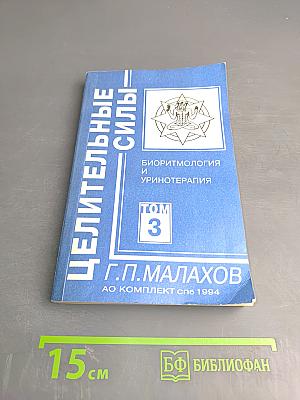 ЦЕЛИТЕЛЬНЫЕ
СИЛЫ
БИОРИТМОЛОГИЯ
И
УРИНОТЕРАПИЯ
ТОМ
3
Г.П.МАЛАХОВ
АО КОМПЛЕКТ спб 1994
15 см
БФ БИБЛИОФАН